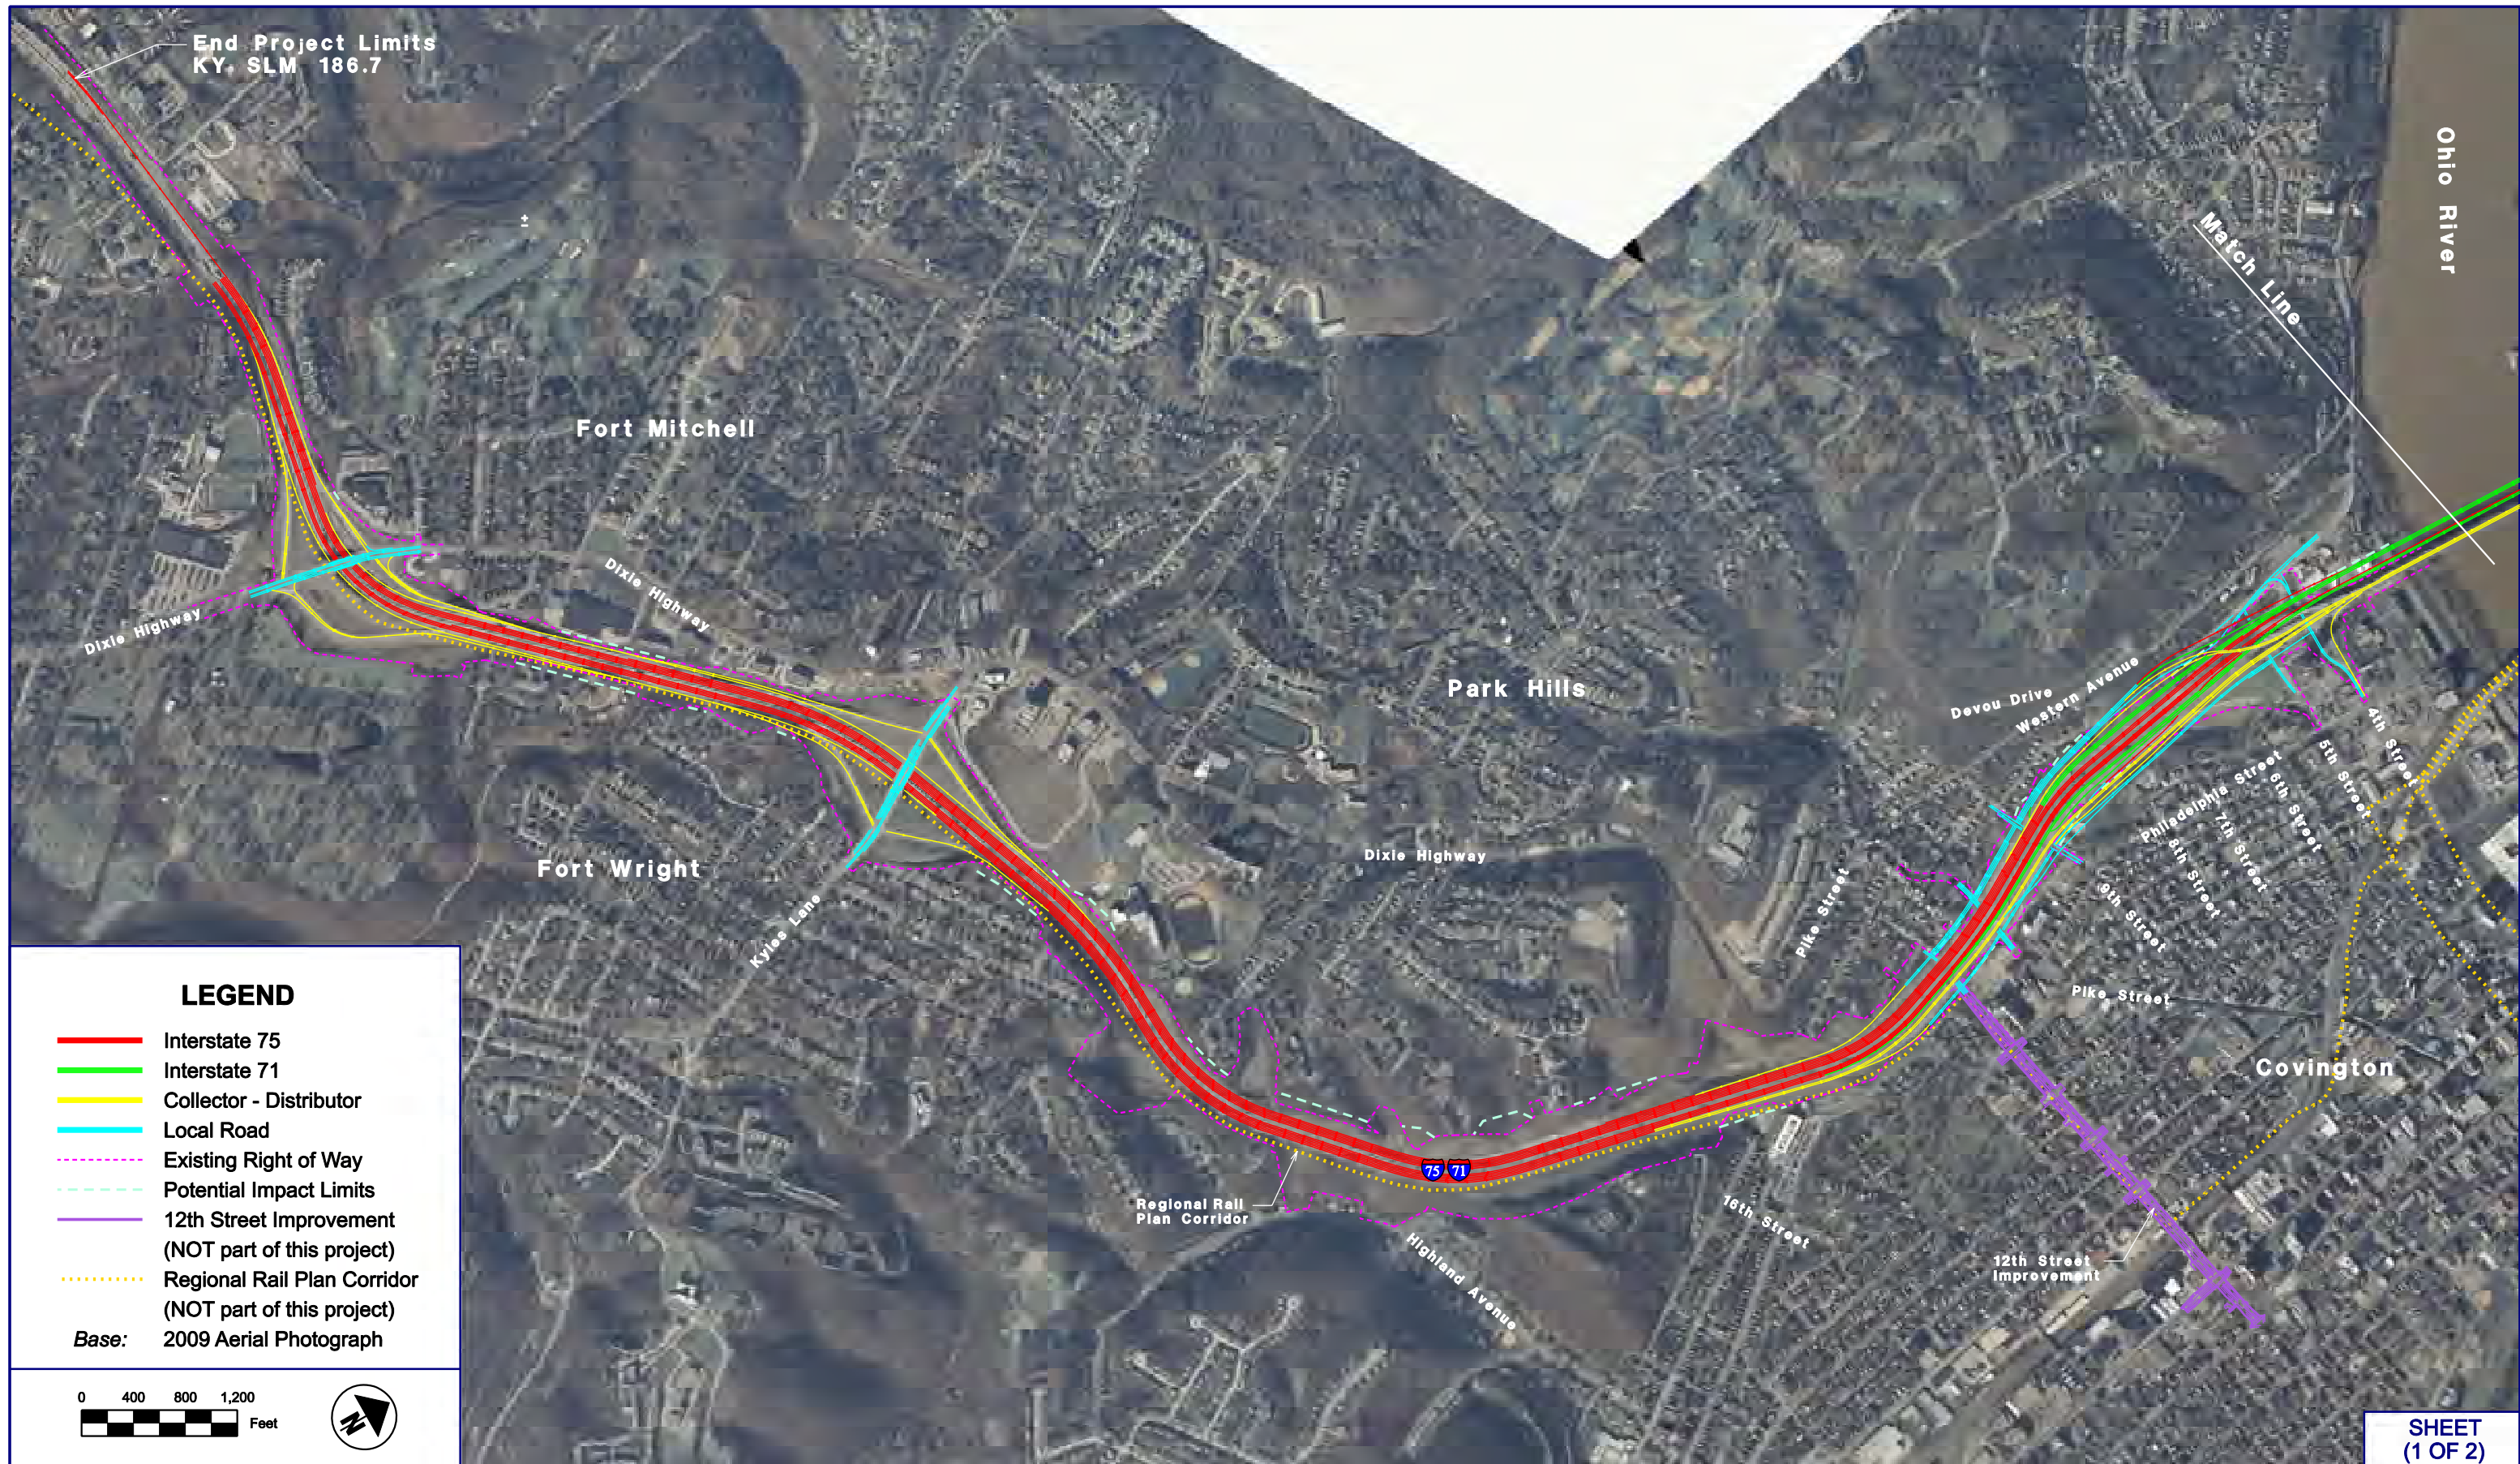 End Project Limits
KY. SLM 186.7
Ohio River
Match Line
Fort Mitchell
Dixie Highway
Dixie Highway
Park Hills
Devou Drive
Western Avenue
4th Street
5th Street
Philadelphia Street
6th Street
7th Street
8th Street
9th Street
Fort Wright
Kyles Lane
Dixie Highway
Pike Street
Pike Street
Covington
75
71
Regional Rail
Plan Corridor
Highland Avenue
16th Street
12th Street
Improvement
LEGEND
Interstate 75
Interstate 71
Collector - Distributor
Local Road
Existing Right of Way
Potential Impact Limits
12th Street Improvement
(NOT part of this project)
Regional Rail Plan Corridor
(NOT part of this project)
Base: 2009 Aerial Photograph
0 400 800 1,200
Feet
N
SHEET
(1 OF 2)